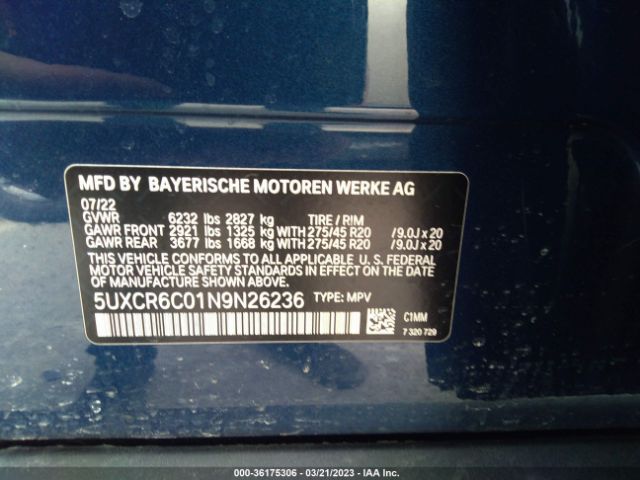 MFD BY BAYERISCHE MOTOREN WERKE AG
07/22
GVWR 6232 lbs 2827 kg TIRE / RIM
GAWR FRONT 2921 lbs 1325 kg WITH 275/45 R20 / 9.0J x 20
GAWR REAR 3677 lbs 1668 kg WITH 275/45 R20 / 9.0J x 20
THIS VEHICLE CONFORMS TO ALL APPLICABLE U. S. FEDERAL
MOTOR VEHICLE SAFETY STANDARDS IN EFFECT ON THE DATE
OF MANUFACTURE SHOWN ABOVE.
5UXCR6C01N9N26236 TYPE: MPV
C1MM
7 320 729
000-36175306 - 03/21/2023 - IAA Inc.